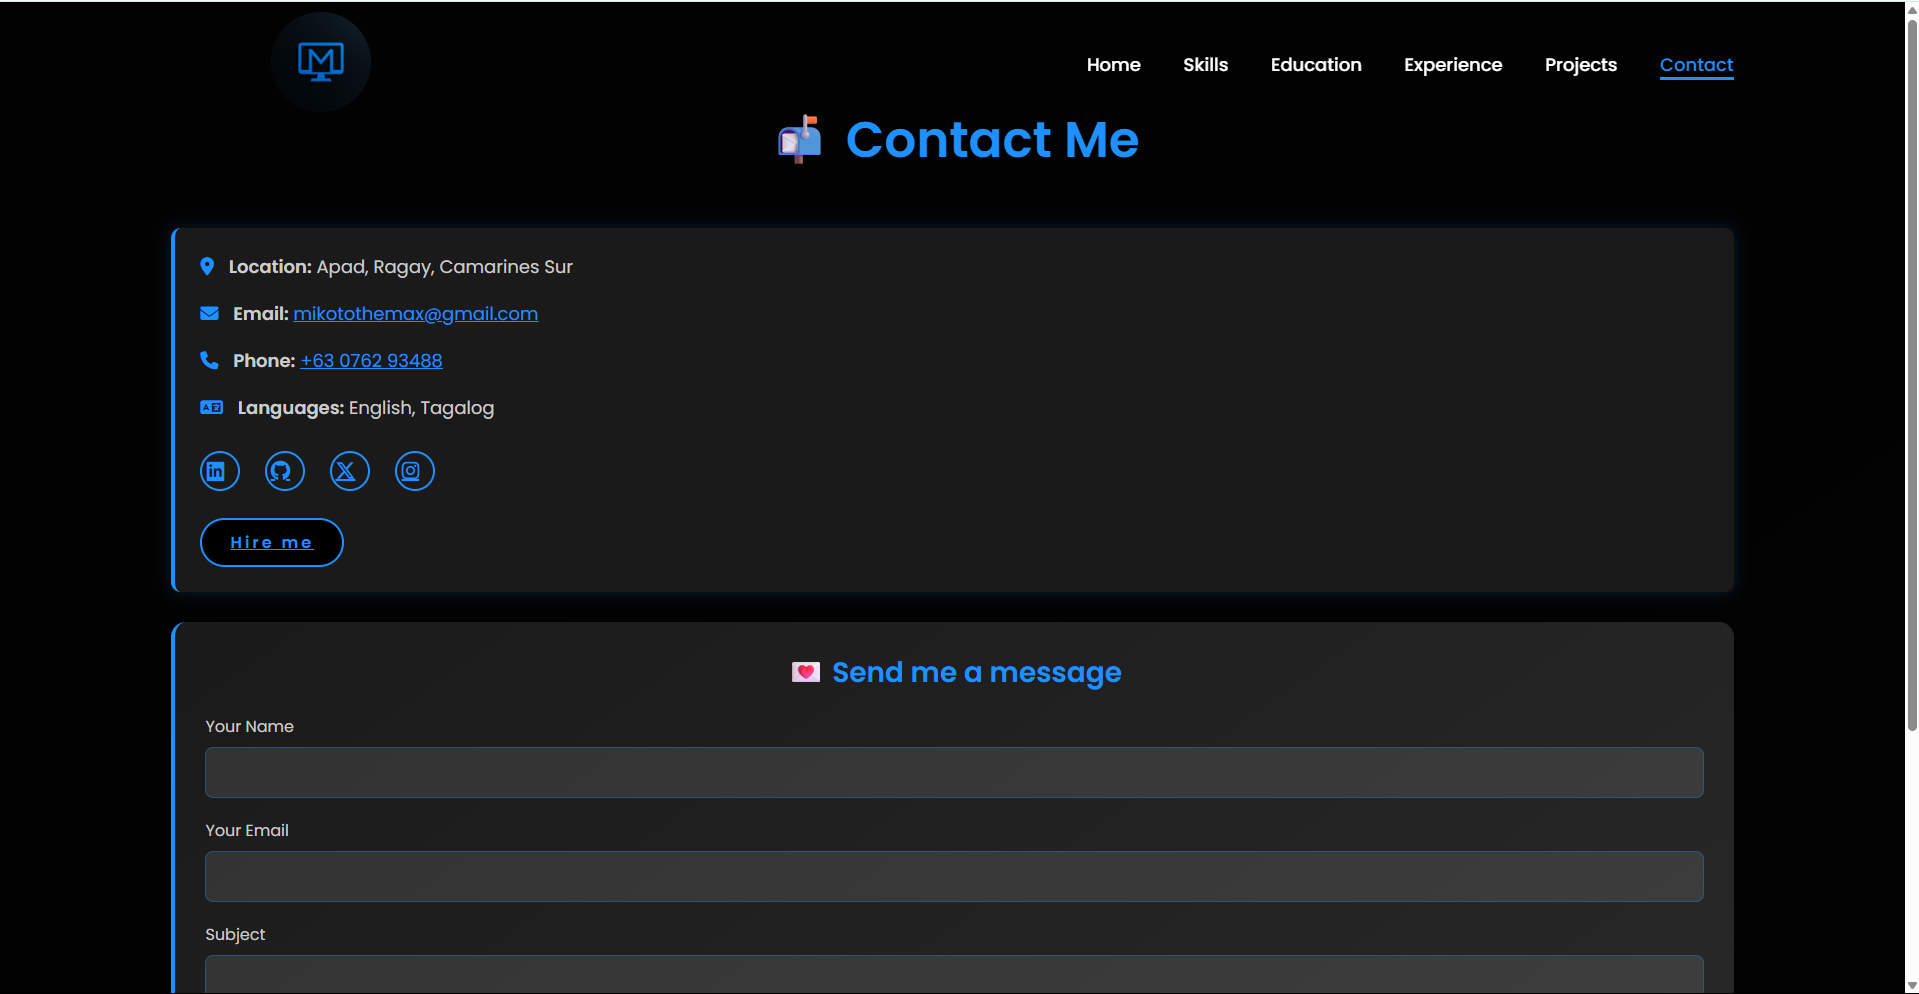 M
Home Skills Education Experience Projects Contact
Contact Me
Location: Apad, Ragay, Camarines Sur
Email: mikotothemax@gmail.com
Phone: +63 0762 93488
Languages: English, Tagalog
Hire me
Send me a message
Your Name
Your Email
Subject